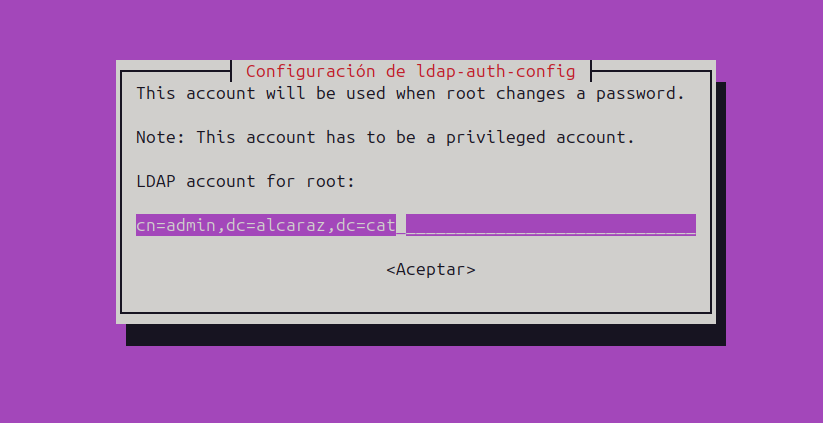 Configuración de ldap-auth-config
This account will be used when root changes a password.
Note: This account has to be a privileged account.
LDAP account for root:
cn=admin,dc=alcaraz,dc=cat
<Aceptar>